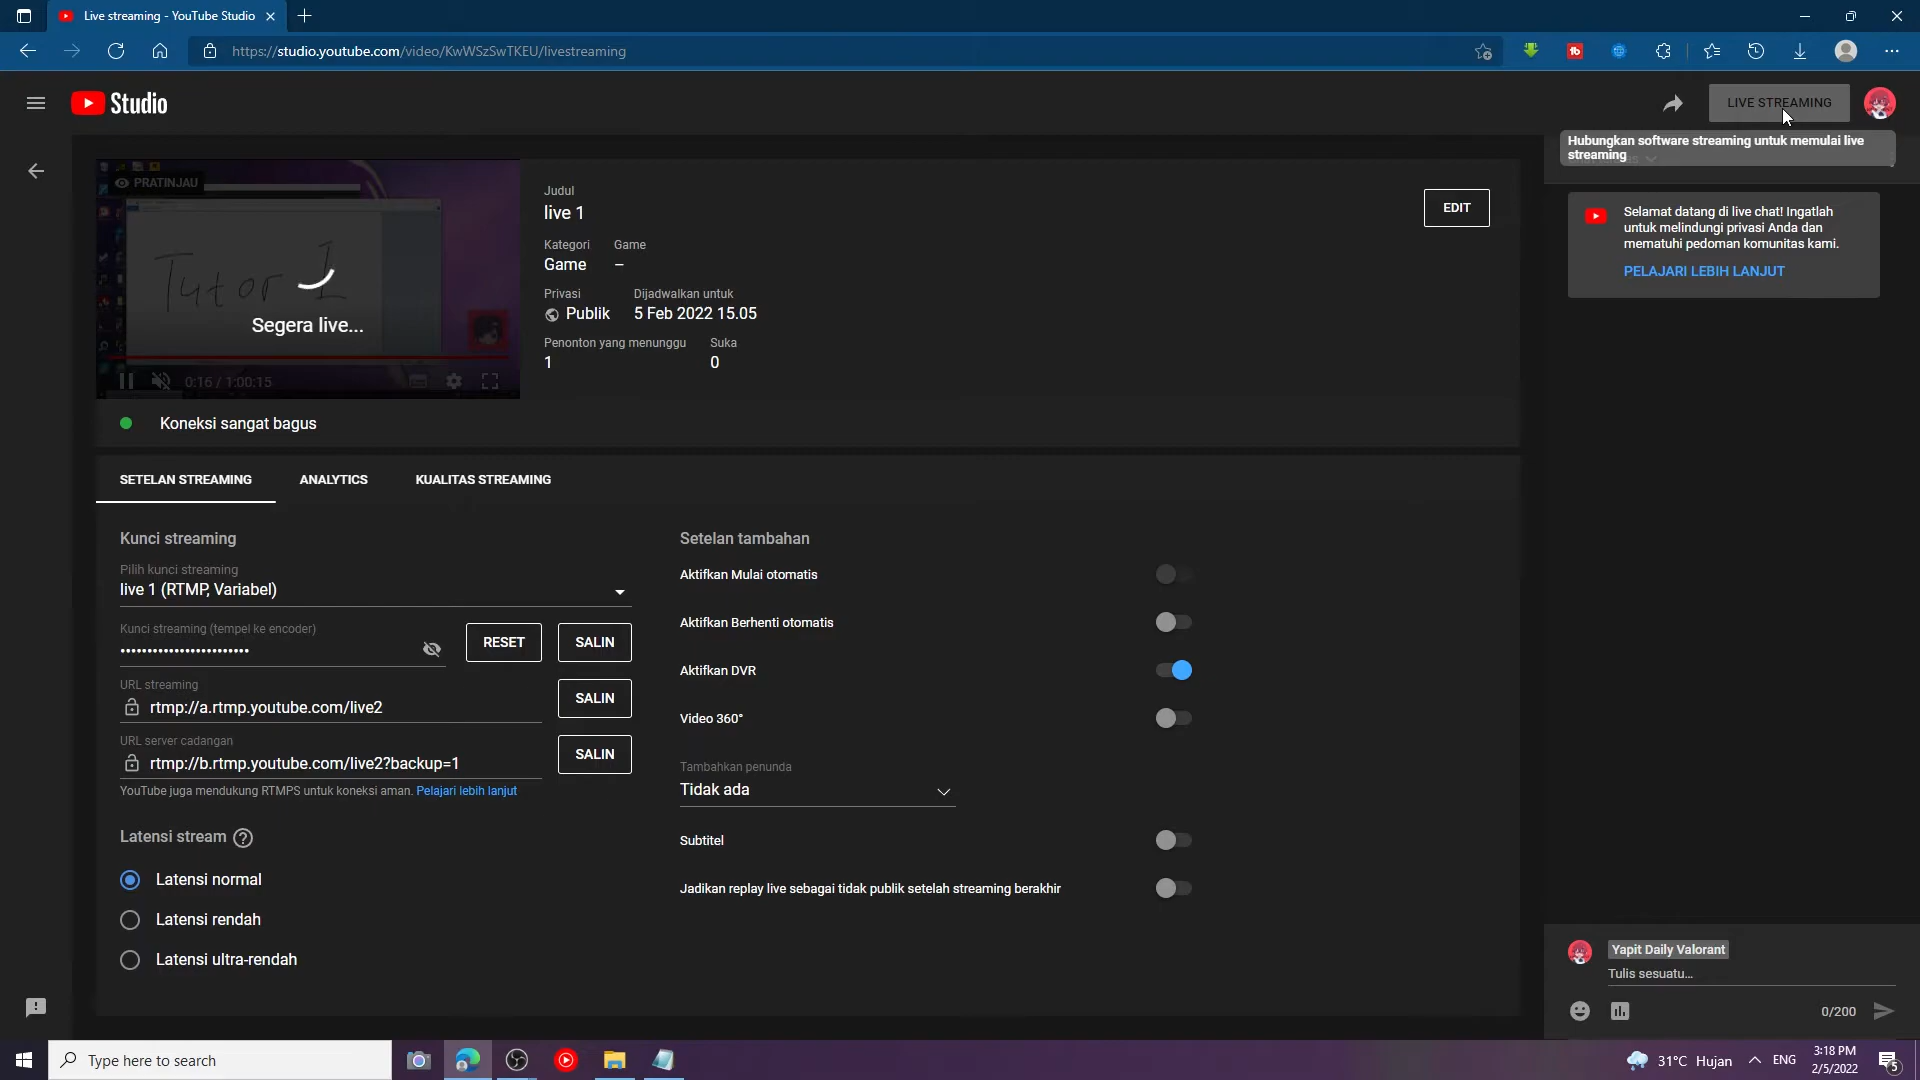 Live streaming - YouTube Studio
https://studio.youtube.com/video/KwWSzSwTKEU/livestreaming
Studio
LIVE STREAMING
Hubungkan software streaming untuk memulai live
streaming
PRATINJAU
Tutor 1
Segera live...
0:16 / 1:00:15
Judul
live 1
EDIT
Kategori Game
Game –
Privasi Dijadwalkan untuk
Publik 5 Feb 2022 15.05
Penonton yang menunggu Suka
1 0
Selamat datang di live chat! Ingatlah
untuk melindungi privasi Anda dan
mematuhi pedoman komunitas kami.
PELAJARI LEBIH LANJUT
Koneksi sangat bagus
SETELAN STREAMING ANALYTICS KUALITAS STREAMING
Kunci streaming
Pilih kunci streaming
live 1 (RTMP, Variabel)
Kunci streaming (tempel ke encoder)
RESET SALIN
URL streaming
rtmp://a.rtmp.youtube.com/live2
SALIN
URL server cadangan
rtmp://b.rtmp.youtube.com/live2?backup=1
SALIN
YouTube juga mendukung RTMPS untuk koneksi aman. Pelajari lebih lanjut
Latensi stream ?
Latensi normal
Latensi rendah
Latensi ultra-rendah
Setelan tambahan
Aktifkan Mulai otomatis
Aktifkan Berhenti otomatis
Aktifkan DVR
Video 360°
Tambahkan penunda
Tidak ada
Subtitel
Jadikan replay live sebagai tidak publik setelah streaming berakhir
Yapit Daily Valorant
Tulis sesuatu...
0/200
Type here to search
31°C Hujan
ENG
3:18 PM
2/5/2022
5